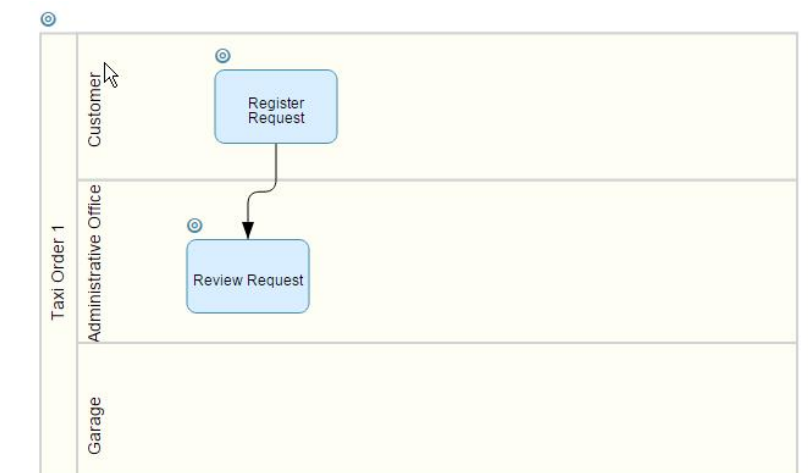 Taxi Order 1
Customer
Register
Request
Administrative Office
Review Request
Garage